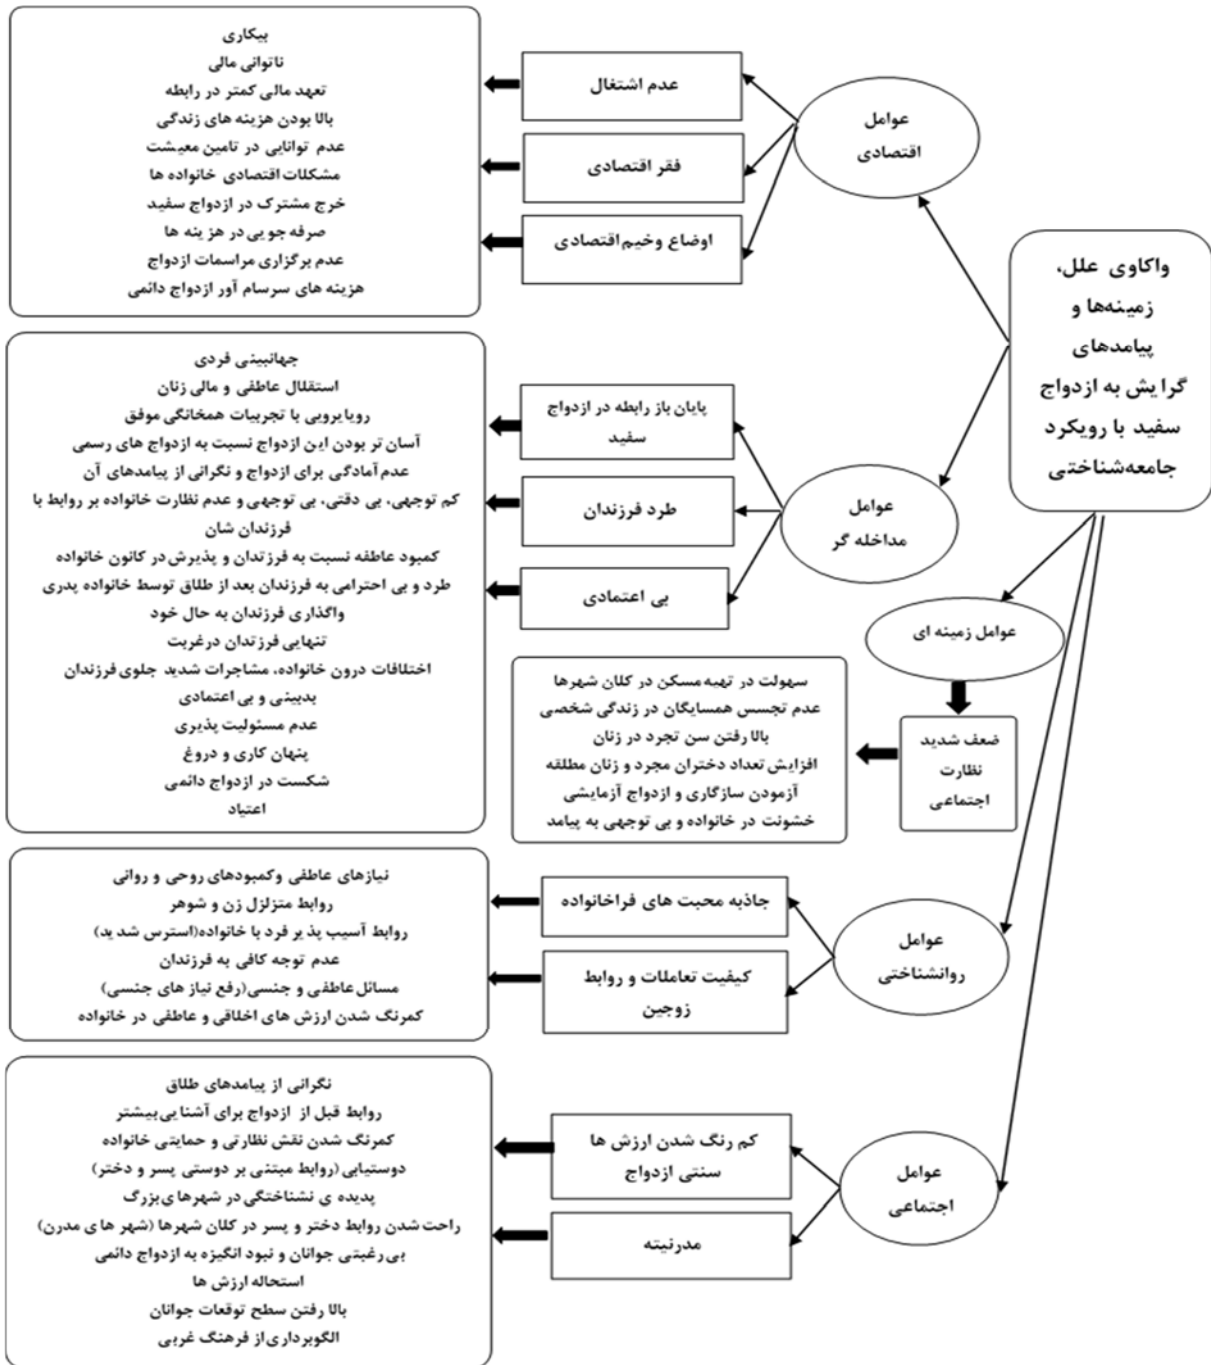 واکاوی علل،
زمینه‌ها و
پیامدهای
گرایش به ازدواج
سفید با رویکرد
جامعه‌شناختی
عوامل
اقتصادی
عدم اشتغال
فقر اقتصادی
اوضاع وخیم اقتصادی
بیکاری
ناتوانی مالی
تعهد مالی کمتر در رابطه
بالا بودن هزینه های زندگی
عدم توانایی در تامین معیشت
مشکلات اقتصادی خانواده ها
خرج مشترک در ازدواج سفید
صرفه جویی در هزینه ها
عدم برگزاری مراسمات ازدواج
هزینه های سرسام آور ازدواج دائمی
عوامل
مداخله گر
پایان باز رابطه در ازدواج
سفید
طرد فرزندان
بی اعتمادی
جهانبینی فردی
استقلال عاطفی و مالی زنان
رویارویی با تجربیات همخانگی موفق
آسان تر بودن این ازدواج نسبت به ازدواج های رسمی
عدم آمادگی برای ازدواج و نگرانی از پیامدهای آن
کم توجهی، بی دقتی، بی توجهی و عدم نظارت خانواده بر روابط با
فرزندان شان
کمبود عاطفه نسبت به فرزندان و پذیرش در کانون خانواده
طرد و بی احترامی به فرزندان بعد از طلاق توسط خانواده پدری
واگذاری فرزندان به حال خود
تنهایی فرزندان درغربت
اختلافات درون خانواده، مشاجرات شدید جلوی فرزندان
بدبینی و بی اعتمادی
عدم مسئولیت پذیری
پنهان کاری و دروغ
شکست در ازدواج دائمی
اعتیاد
عوامل زمینه ای
ضعف شدید
نظارت
اجتماعی
سهولت در تهیه مسکن در کلان شهرها
عدم تجسس همسایگان در زندگی شخصی
بالا رفتن سن تجرد در زنان
افزایش تعداد دختران مجرد و زنان مطلقه
آزمودن سازگاری و ازدواج آزمایشی
خشونت در خانواده و بی توجهی به پیامد
عوامل
روانشناختی
جاذبه محبت های فراخانواده
کیفیت تعاملات و روابط
زوجین
نیازهای عاطفی وکمبودهای روحی و روانی
روابط متزلزل زن و شوهر
روابط آسیب پذیر فرد با خانواده(استرس شدید)
عدم توجه کافی به فرزندان
مسائل عاطفی و جنسی(رفع نیاز های جنسی)
کمرنگ شدن ارزش های اخلاقی و عاطفی در خانواده
عوامل
اجتماعی
کم رنگ شدن ارزش ها
سنتی ازدواج
مدرنیته
نگرانی از پیامدهای طلاق
روابط قبل از ازدواج برای آشنایی بیشتر
کمرنگ شدن نقش نظارتی و حمایتی خانواده
دوستیابی(روابط مبتنی بر دوستی پسر و دختر)
پدیده ی نشناختگی در شهرهای بزرگ
راحت شدن روابط دختر و پسر در کلان شهرها (شهر های مدرن)
بی رغبتی جوانان و نبود انگیزه به ازدواج دائمی
استحاله ارزش ها
بالا رفتن سطح توقعات جوانان
الگوبرداری از فرهنگ غربی